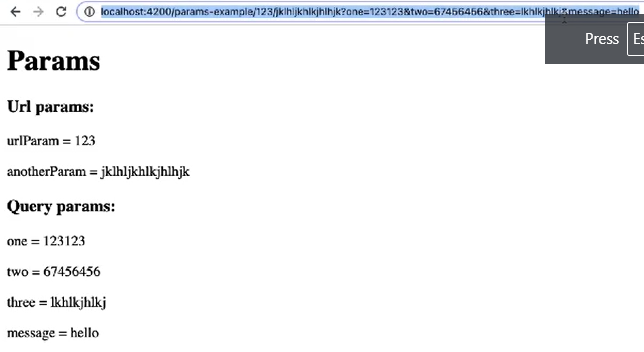 localhost:4200/params-example/123/jklhljkhlkjhlhjk?one=123123&two=67456456&three=lkhlkjhlkj&message=hello
Press
Params
Url params:
urlParam = 123
anotherParam = jklhljkhlkjhlhjk
Query params:
one = 123123
two = 67456456
three = lkhlkjhlkj
message = hello